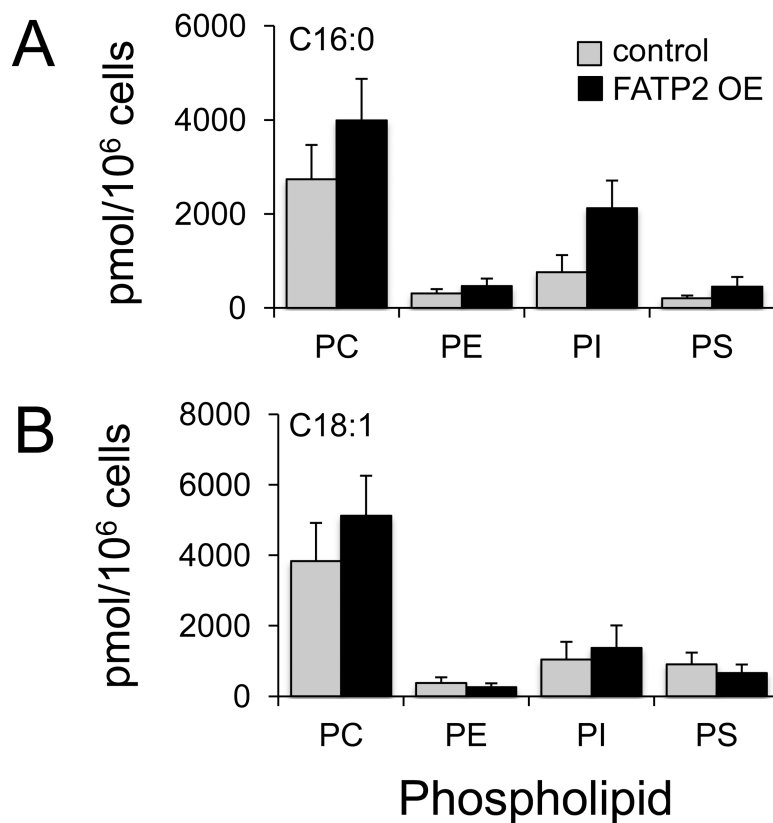 A
C16:0
control
FATP2 OE
pmol/10⁶ cells
6000
4000
2000
0
PC PE PI PS
B
C18:1
pmol/10⁶ cells
8000
6000
4000
2000
0
PC PE PI PS
Phospholipid